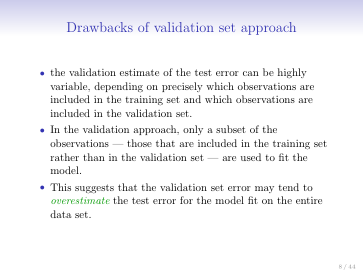 Drawbacks of validation set approach
• the validation estimate of the test error can be highly
variable, depending on precisely which observations are
included in the training set and which observations are
included in the validation set.
• In the validation approach, only a subset of the
observations — those that are included in the training set
rather than in the validation set — are used to fit the
model.
• This suggests that the validation set error may tend to
overestimate the test error for the model fit on the entire
data set.
8 / 44